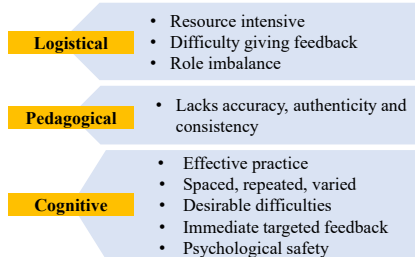 Logistical
• Resource intensive
• Difficulty giving feedback
• Role imbalance
Pedagogical
• Lacks accuracy, authenticity and
consistency
Cognitive
• Effective practice
• Spaced, repeated, varied
• Desirable difficulties
• Immediate targeted feedback
• Psychological safety